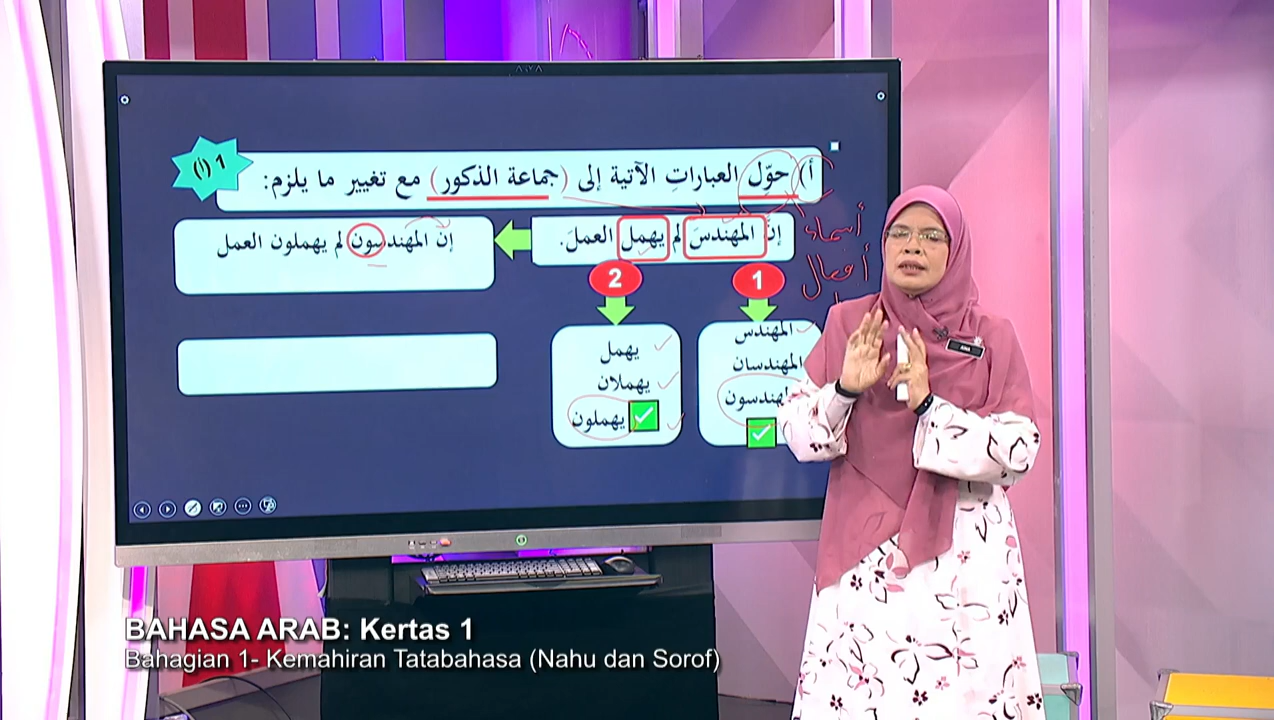 1 (أ)
أ) حوّل العباراتِ الآتية إلى (جماعة الذكور) مع تغيير ما يلزم:
إنّ المهندسَ لم يهمل العملَ.
إن المهندسون لم يهملون العمل
أسماء
أفعال
1
2
المهندس
المهندسان
يهمل
يهملان
يهملون
BAHASA ARAB: Kertas 1
Bahagian 1- Kemahiran Tatabahasa (Nahu dan Sorof)